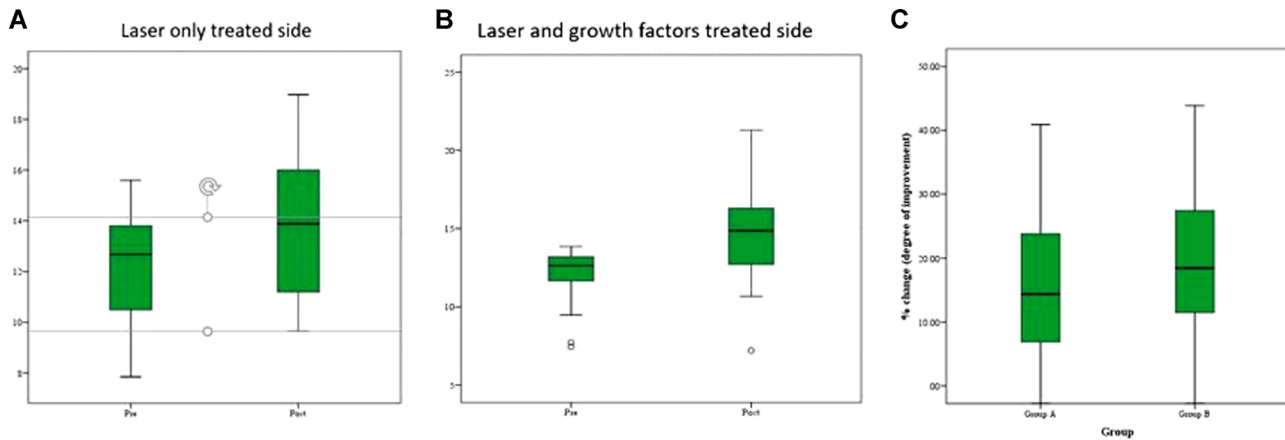 A
Laser only treated side
20
18
16
14
12
10
8
Pre
Post
B
Laser and growth factors treated side
25
20
15
10
5
Pre
Post
C
% change (degree of improvement)
50.00
40.00
30.00
20.00
10.00
.00
Group A
Group B
Group